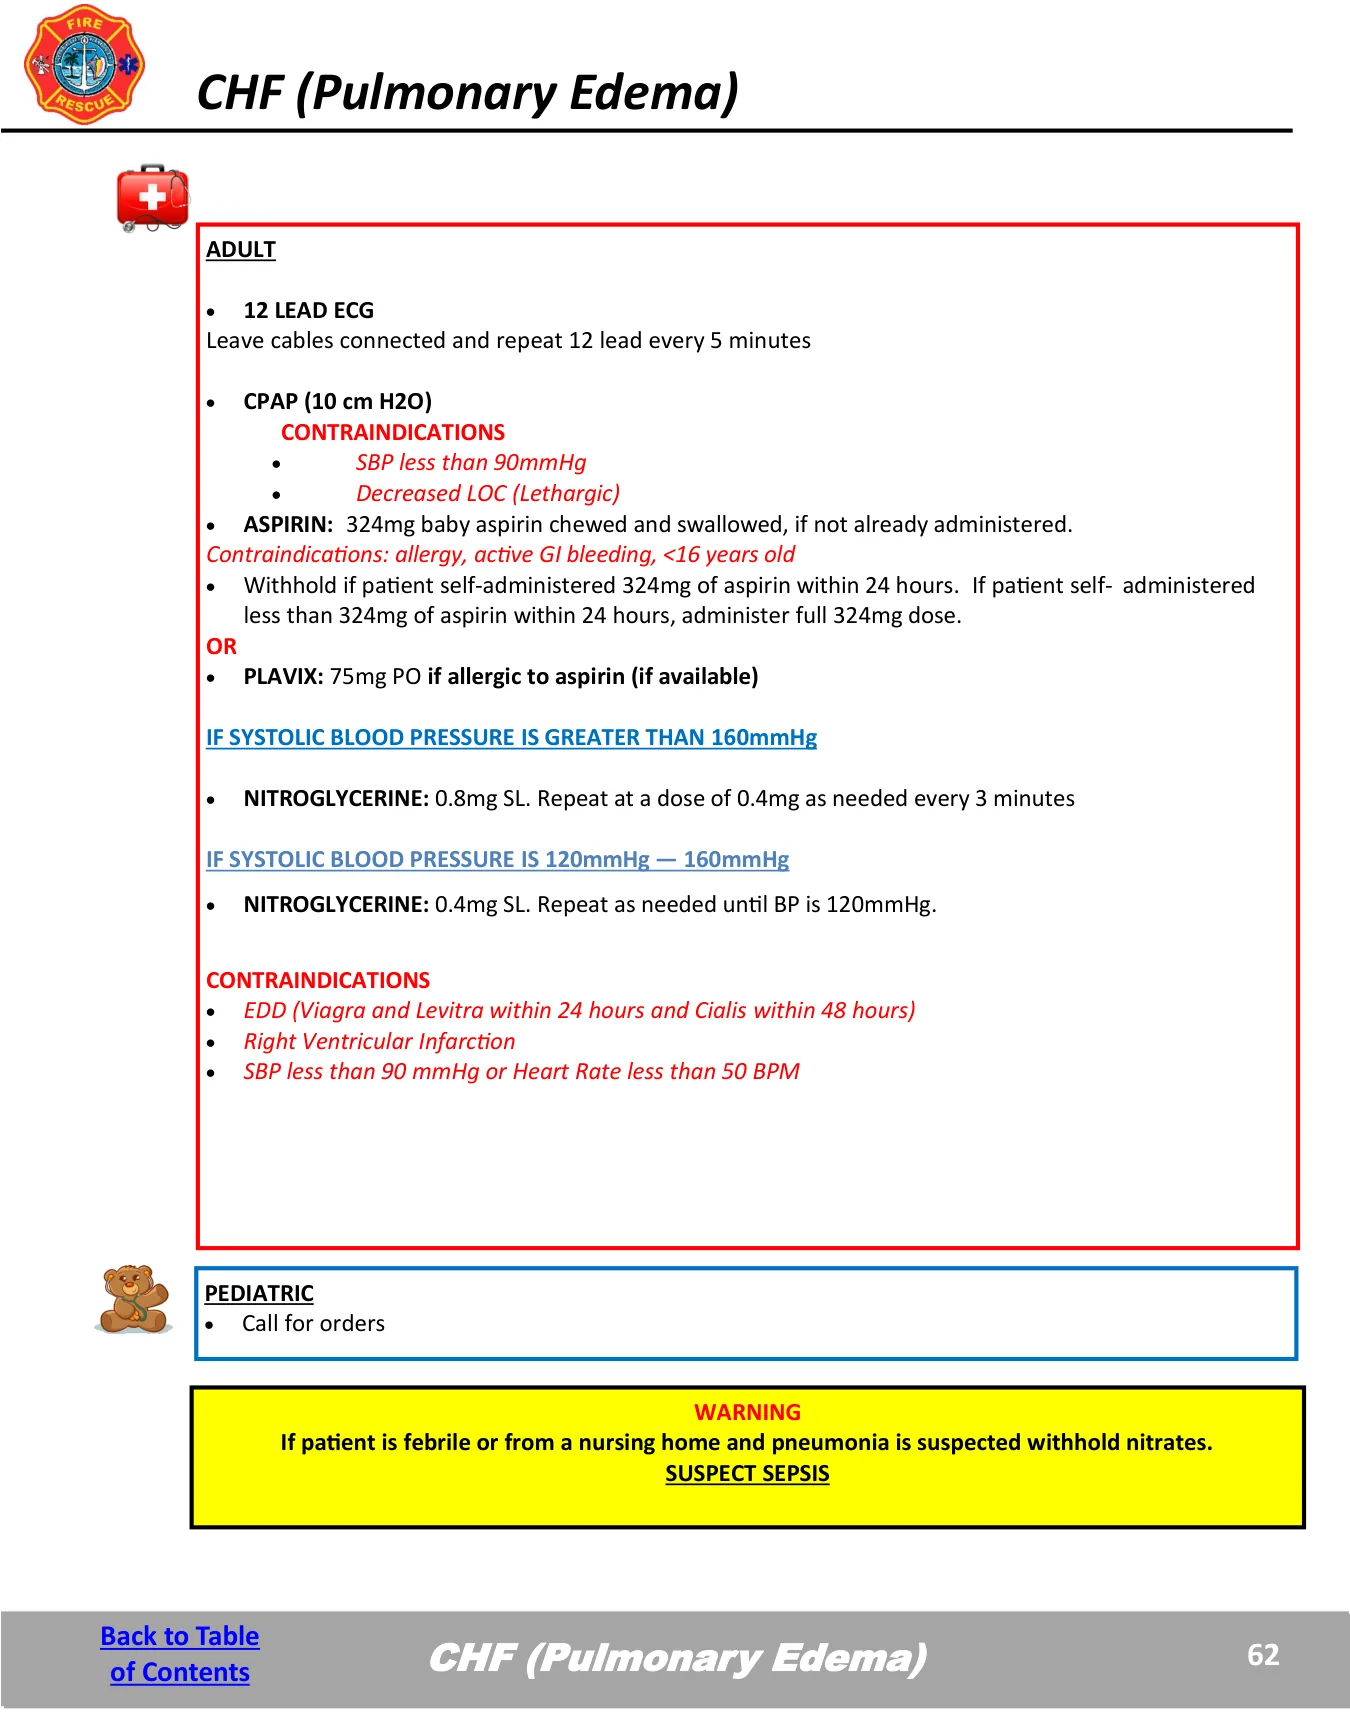 FIRE
RESCUE
CHF (Pulmonary Edema)
ADULT
• 12 LEAD ECG
Leave cables connected and repeat 12 lead every 5 minutes
• CPAP (10 cm H2O)
CONTRAINDICATIONS
• SBP less than 90mmHg
• Decreased LOC (Lethargic)
• ASPIRIN: 324mg baby aspirin chewed and swallowed, if not already administered.
Contraindications: allergy, active GI bleeding, <16 years old
• Withhold if patient self-administered 324mg of aspirin within 24 hours. If patient self- administered
less than 324mg of aspirin within 24 hours, administer full 324mg dose.
OR
• PLAVIX: 75mg PO if allergic to aspirin (if available)
IF SYSTOLIC BLOOD PRESSURE IS GREATER THAN 160mmHg
• NITROGLYCERINE: 0.8mg SL. Repeat at a dose of 0.4mg as needed every 3 minutes
IF SYSTOLIC BLOOD PRESSURE IS 120mmHg — 160mmHg
• NITROGLYCERINE: 0.4mg SL. Repeat as needed until BP is 120mmHg.
CONTRAINDICATIONS
• EDD (Viagra and Levitra within 24 hours and Cialis within 48 hours)
• Right Ventricular Infarction
• SBP less than 90 mmHg or Heart Rate less than 50 BPM
PEDIATRIC
• Call for orders
WARNING
If patient is febrile or from a nursing home and pneumonia is suspected withhold nitrates.
SUSPECT SEPSIS
Back to Table
of Contents
CHF (Pulmonary Edema)
62